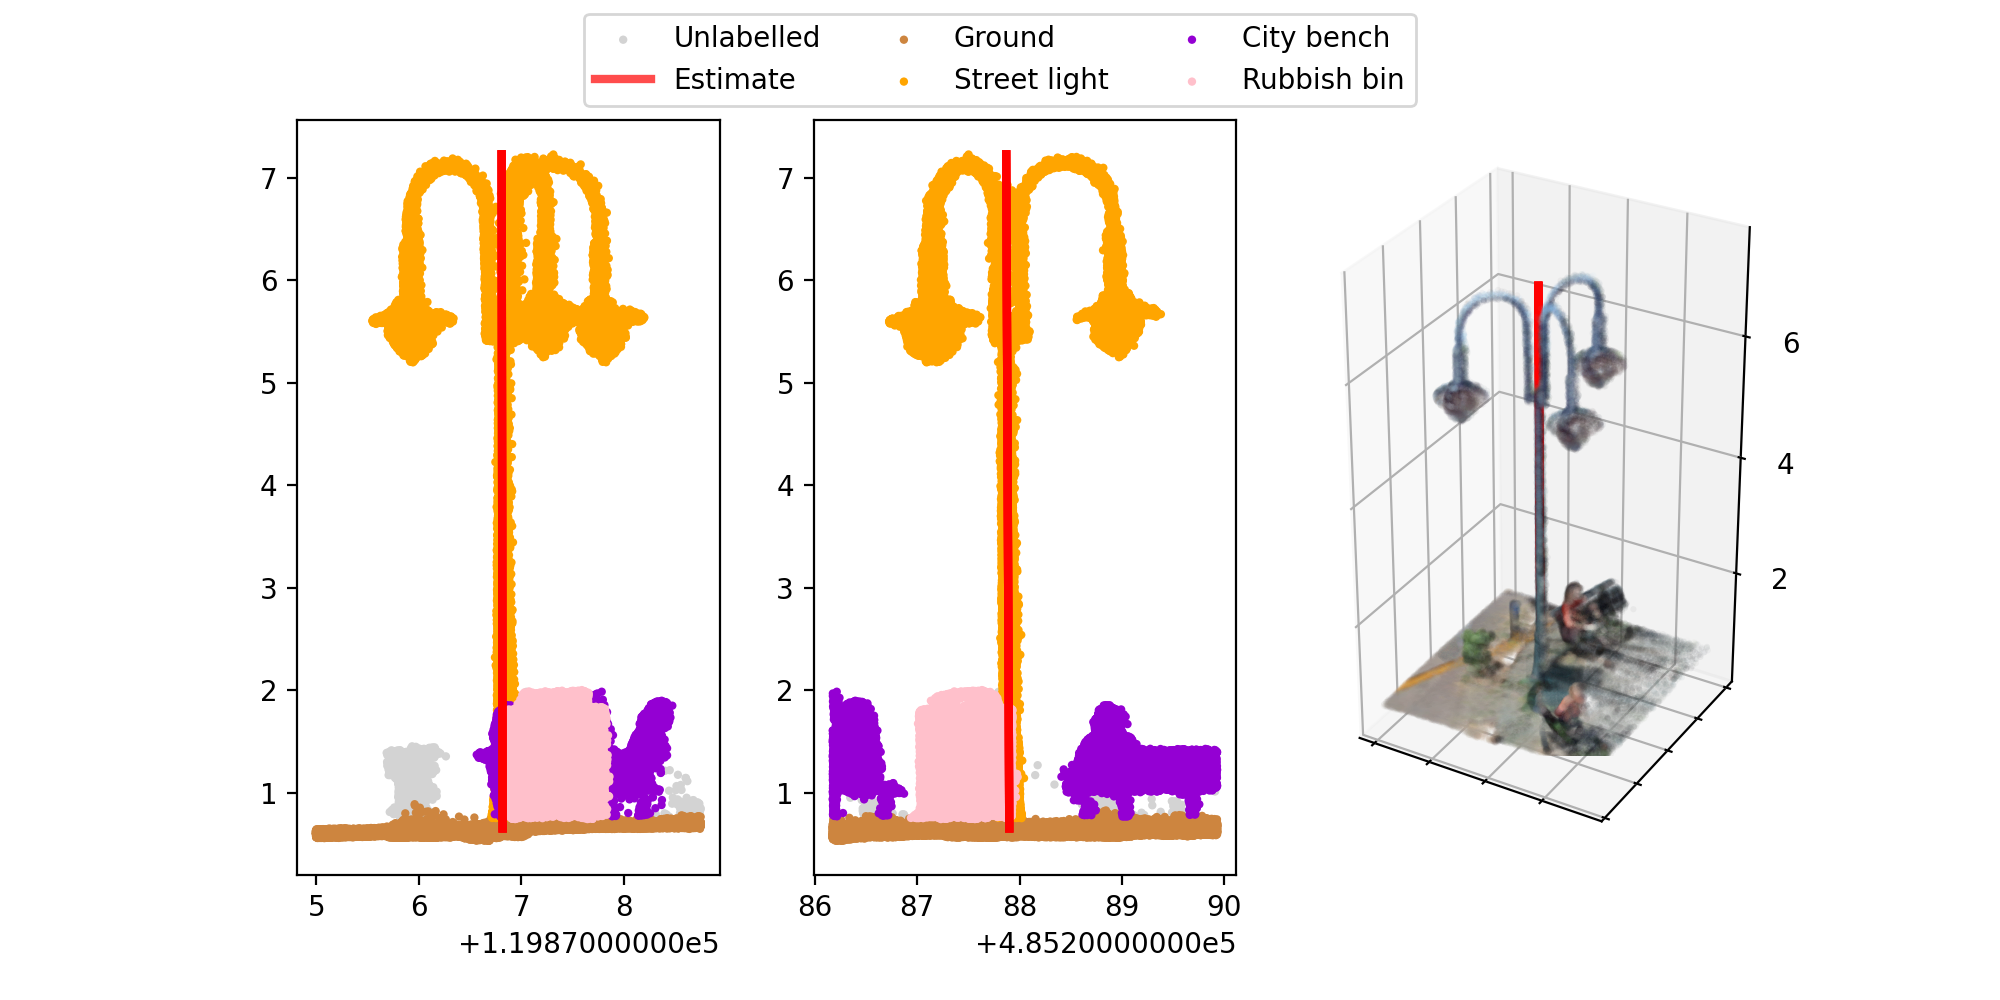 Unlabelled Ground City bench
Estimate Street light Rubbish bin
7
6
5
4
3
2
1
5 6 7 8
+1.1987000000e5
7
6
5
4
3
2
1
86 87 88 89 90
+4.8520000000e5
6
4
2